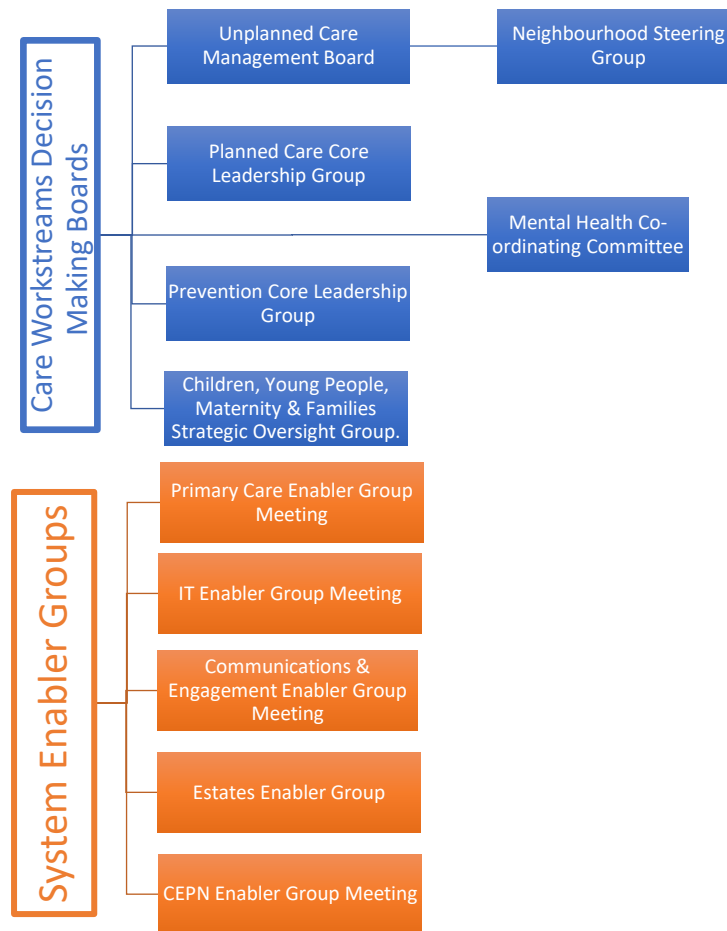 Care Workstreams Decision
Making Boards
Unplanned Care
Management Board
Neighbourhood Steering
Group
Planned Care Core
Leadership Group
Mental Health Co-
ordinating Committee
Prevention Core Leadership
Group
Children, Young People,
Maternity & Families
Strategic Oversight Group.
System Enabler Groups
Primary Care Enabler Group
Meeting
IT Enabler Group Meeting
Communications &
Engagement Enabler Group
Meeting
Estates Enabler Group
CEPN Enabler Group Meeting